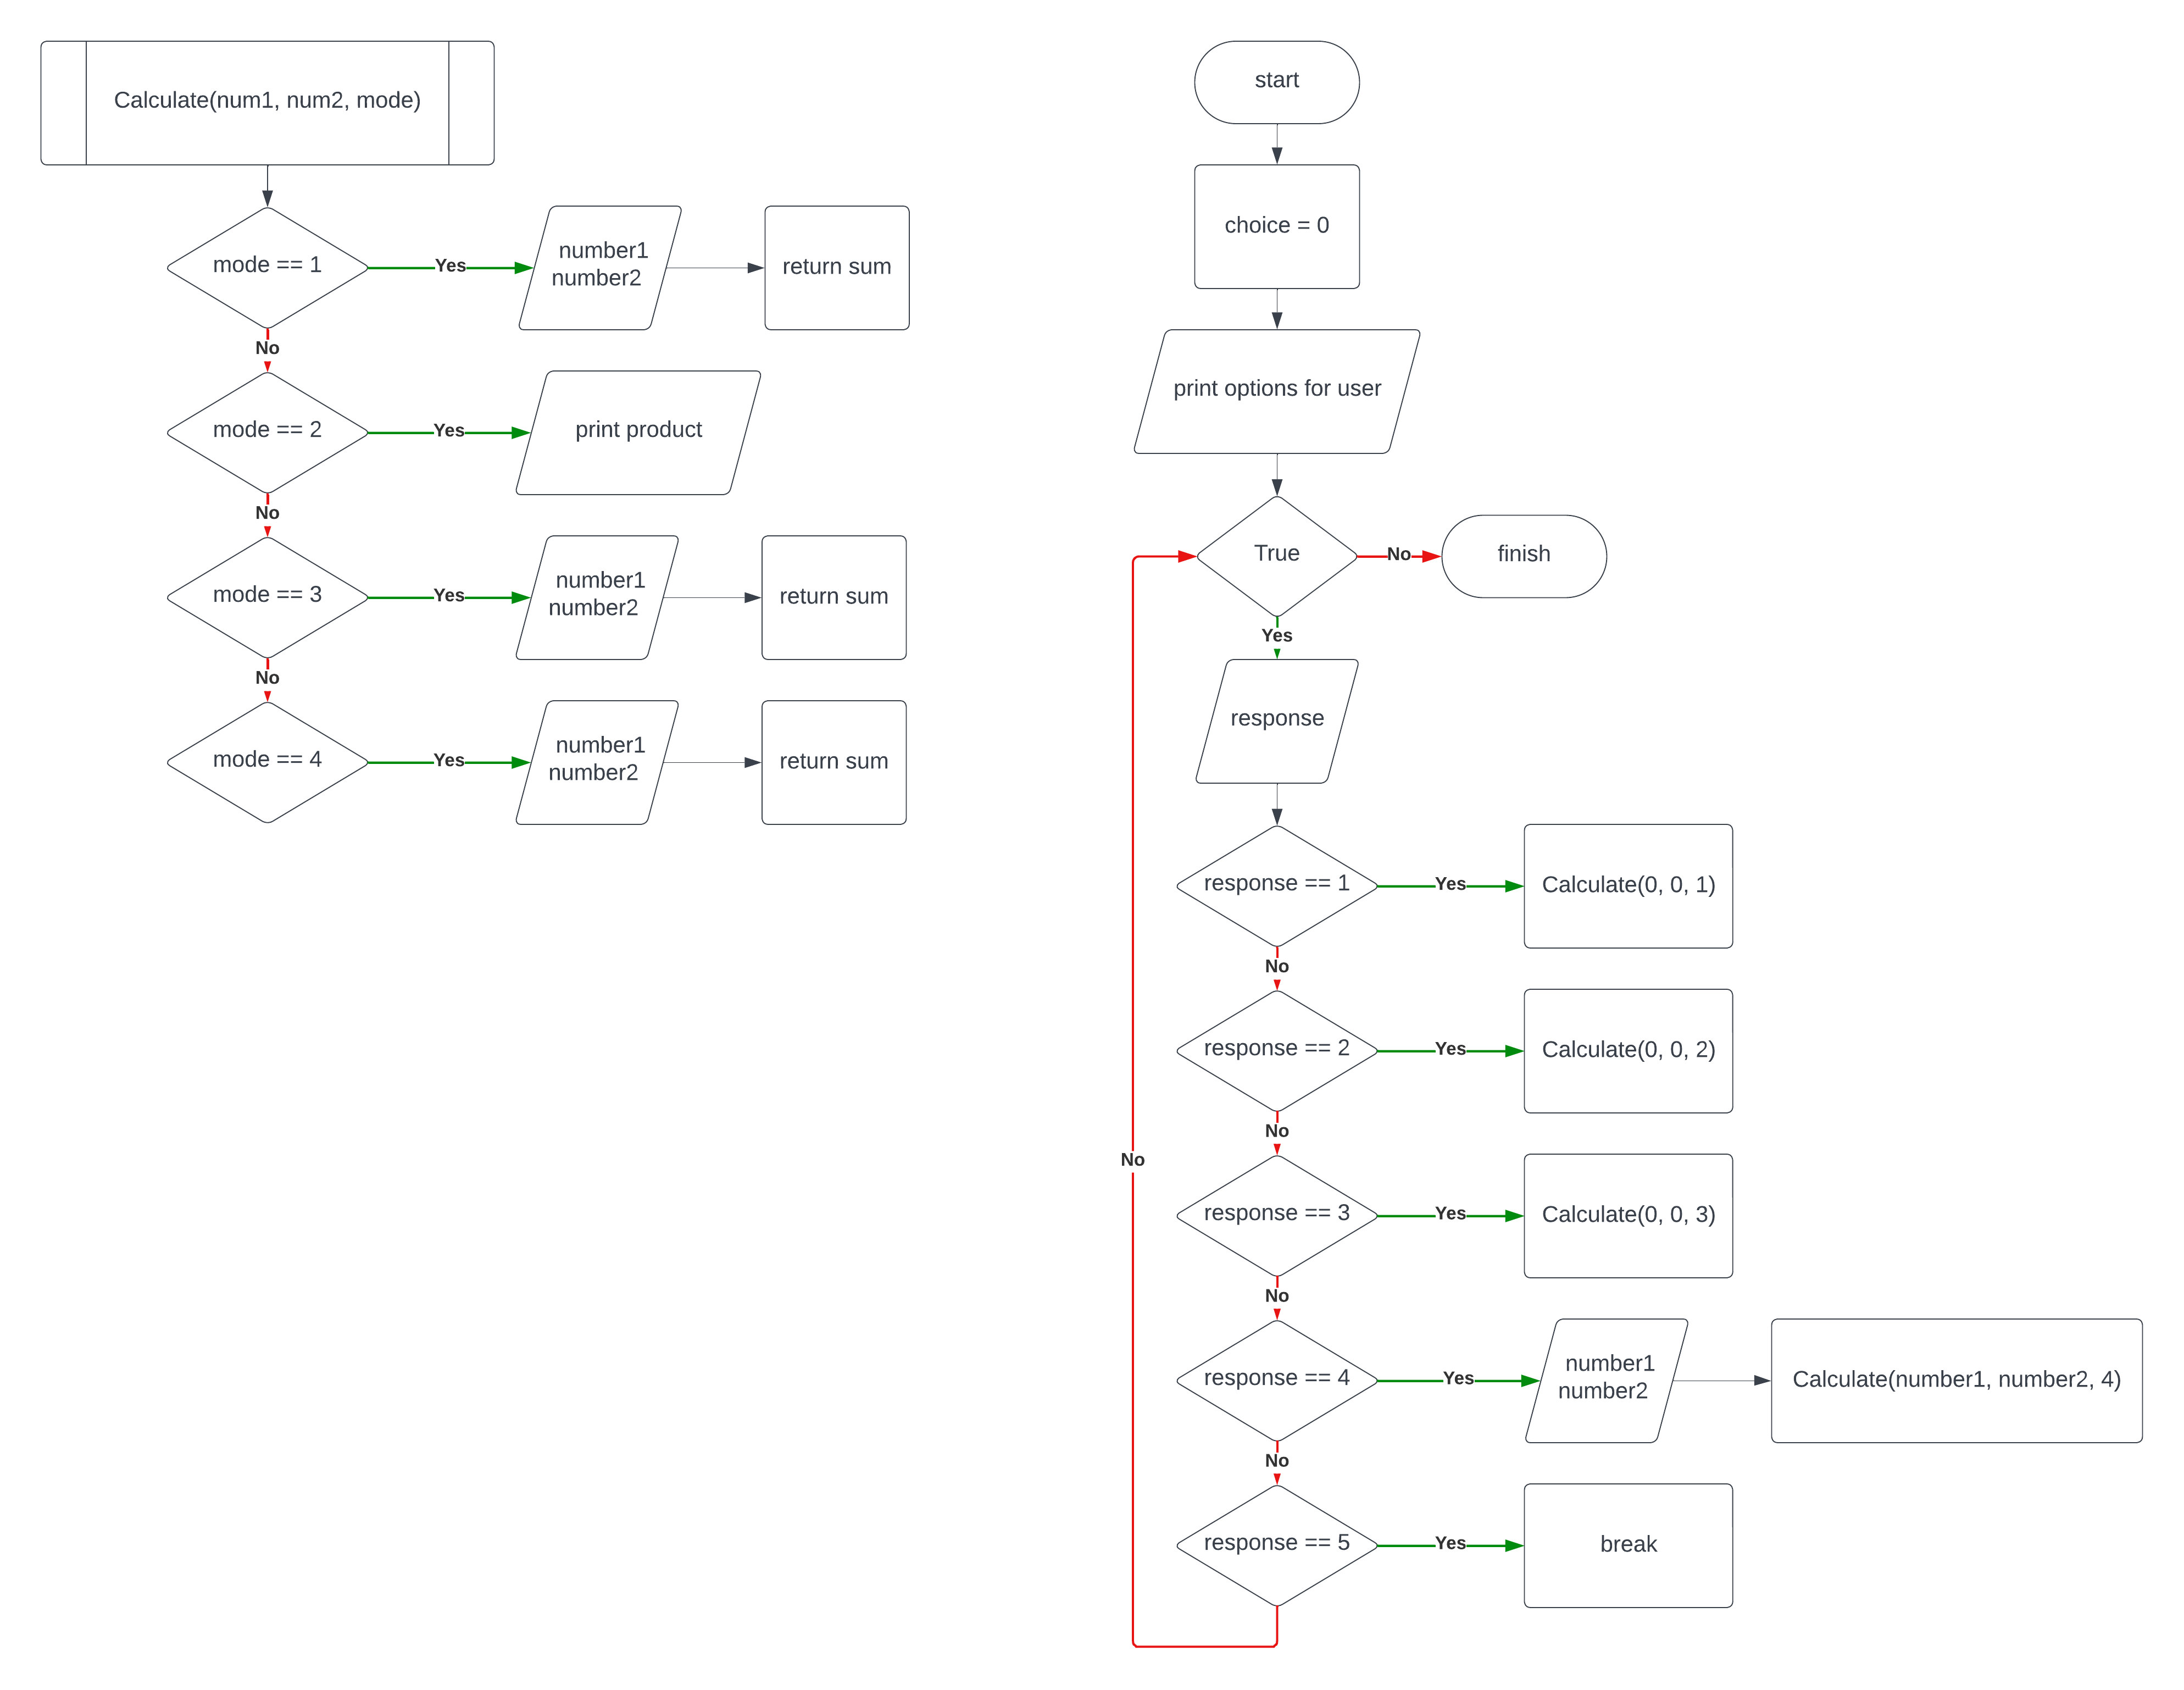 Calculate(num1, num2, mode)
mode == 1
Yes
number1
number2
return sum
No
mode == 2
Yes
print product
No
mode == 3
Yes
number1
number2
return sum
No
mode == 4
Yes
number1
number2
return sum
start
choice = 0
print options for user
True
No
finish
Yes
response
response == 1
Yes
Calculate(0, 0, 1)
No
response == 2
Yes
Calculate(0, 0, 2)
No
response == 3
Yes
Calculate(0, 0, 3)
No
response == 4
Yes
number1
number2
Calculate(number1, number2, 4)
No
response == 5
Yes
break
No